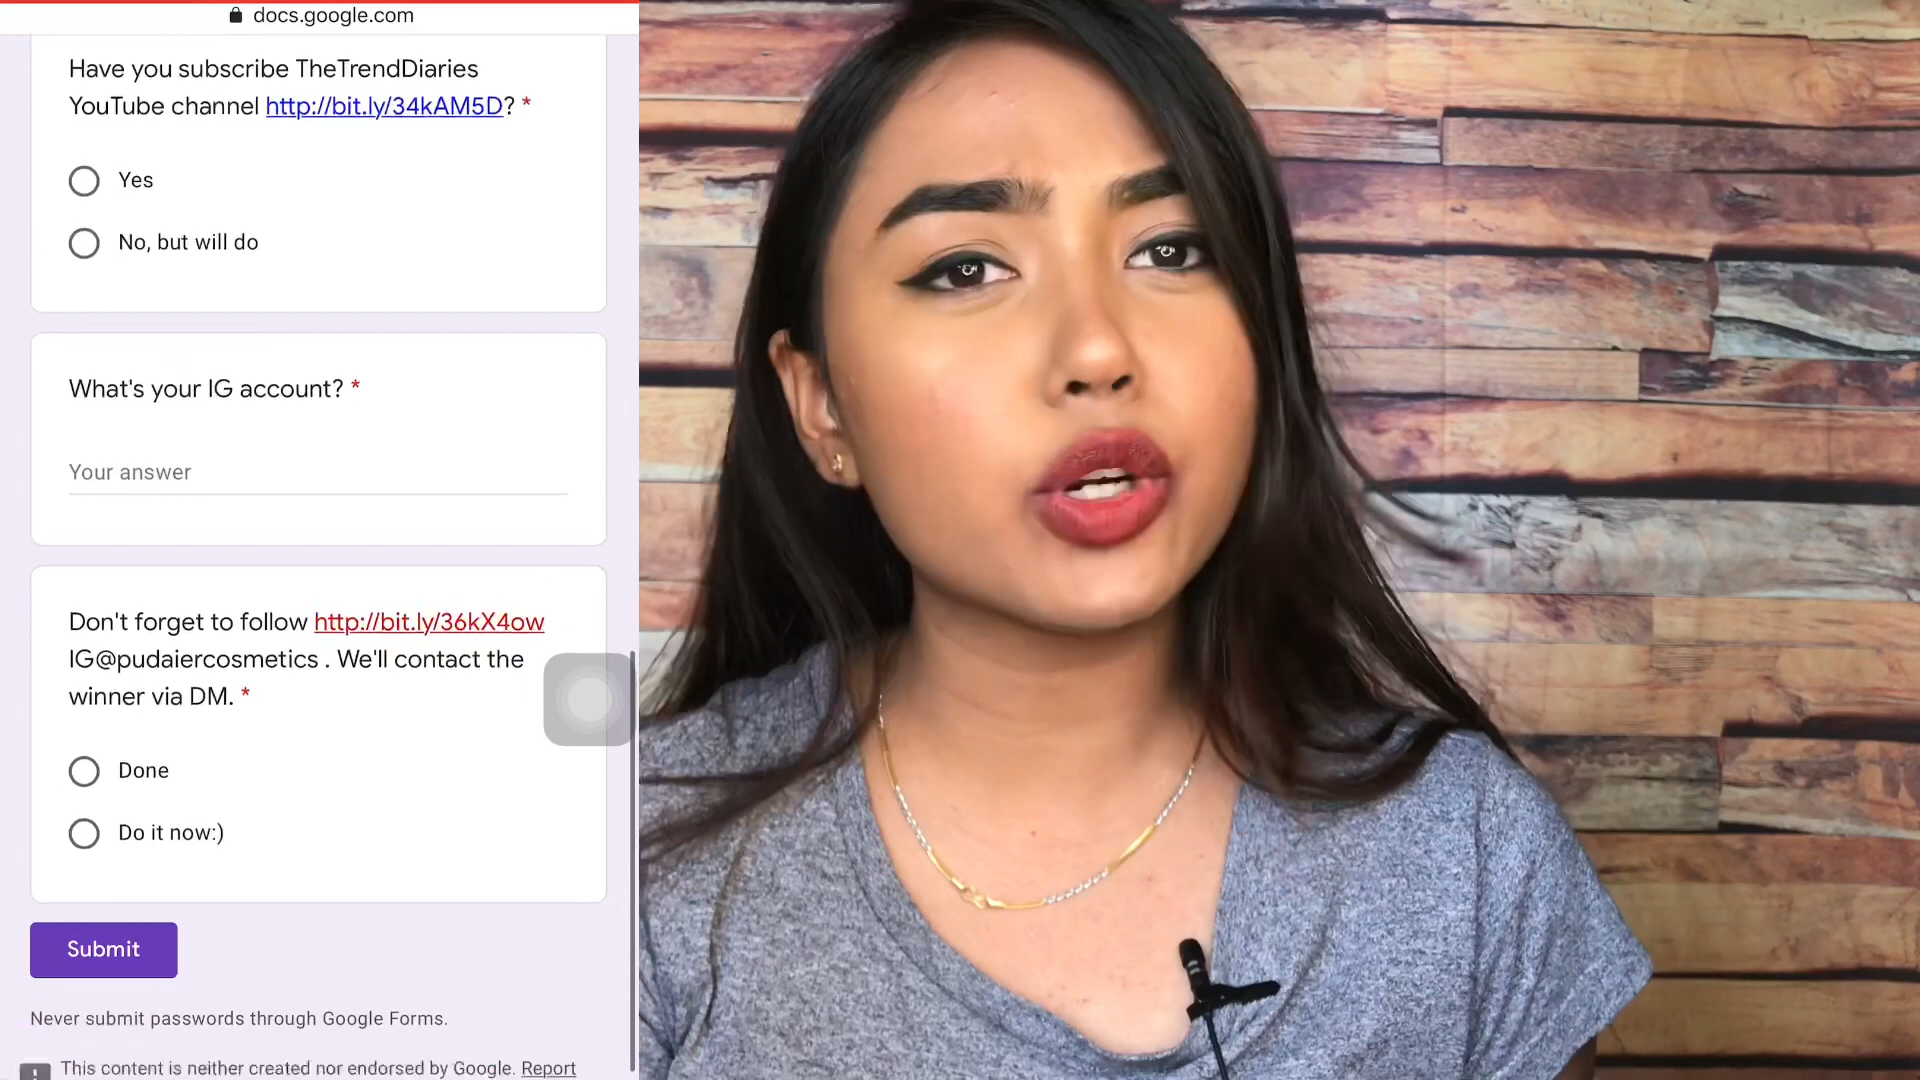 docs.google.com
Have you subscribe TheTrendDiaries
YouTube channel http://bit.ly/34kAM5D? *
Yes
No, but will do
What's your IG account? *
Your answer
Don't forget to follow http://bit.ly/36kX4ow
IG@pudaiercosmetics . We'll contact the
winner via DM. *
Done
Do it now:)
Submit
Never submit passwords through Google Forms.
This content is neither created nor endorsed by Google. Report